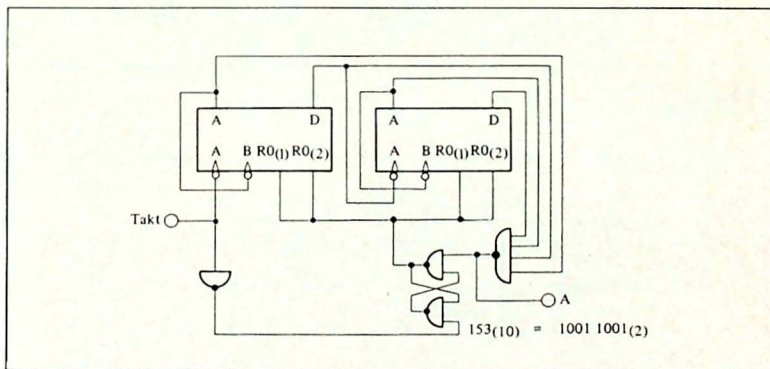 A D A D
A B R0(1) R0(2) A B R0(1) R0(2)
Takt
A
153(10) = 1001 1001(2)